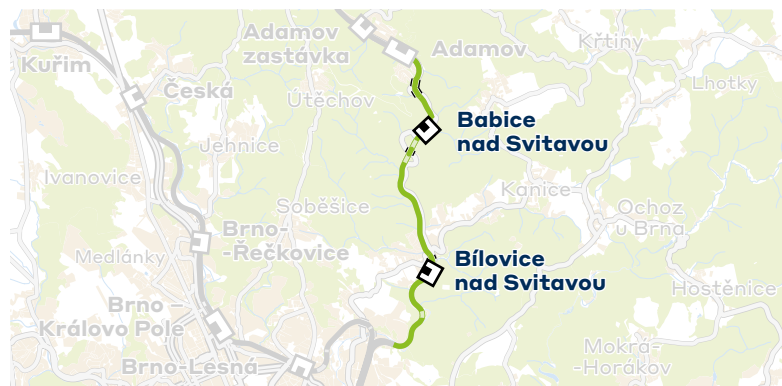 Adamov
zastávka
Adamov
Křtiny
Kuřim
Česká
Lhotky
Útěchov
Babice
nad Svitavou
Jehnice
Ivanovice
Kanice
Soběšice
Ochoz
u Brna
Brno-
-Řečkovice
Medlánky
Bílovice
nad Svitavou
Hostěnice
Brno –
Královo Pole
Mokrá-
-Horákov
Brno-Lesná